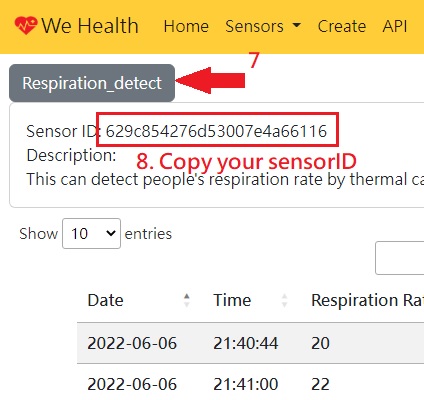 We Health Home Sensors Create API
7
Respiration_detect
Sensor ID: 629c854276d53007e4a66116
Description:
8. Copy your sensorID
This can detect people's respiration rate by thermal ca
Show 10 entries
Date Time Respiration Rat
2022-06-06 21:40:44 20
2022-06-06 21:41:00 22